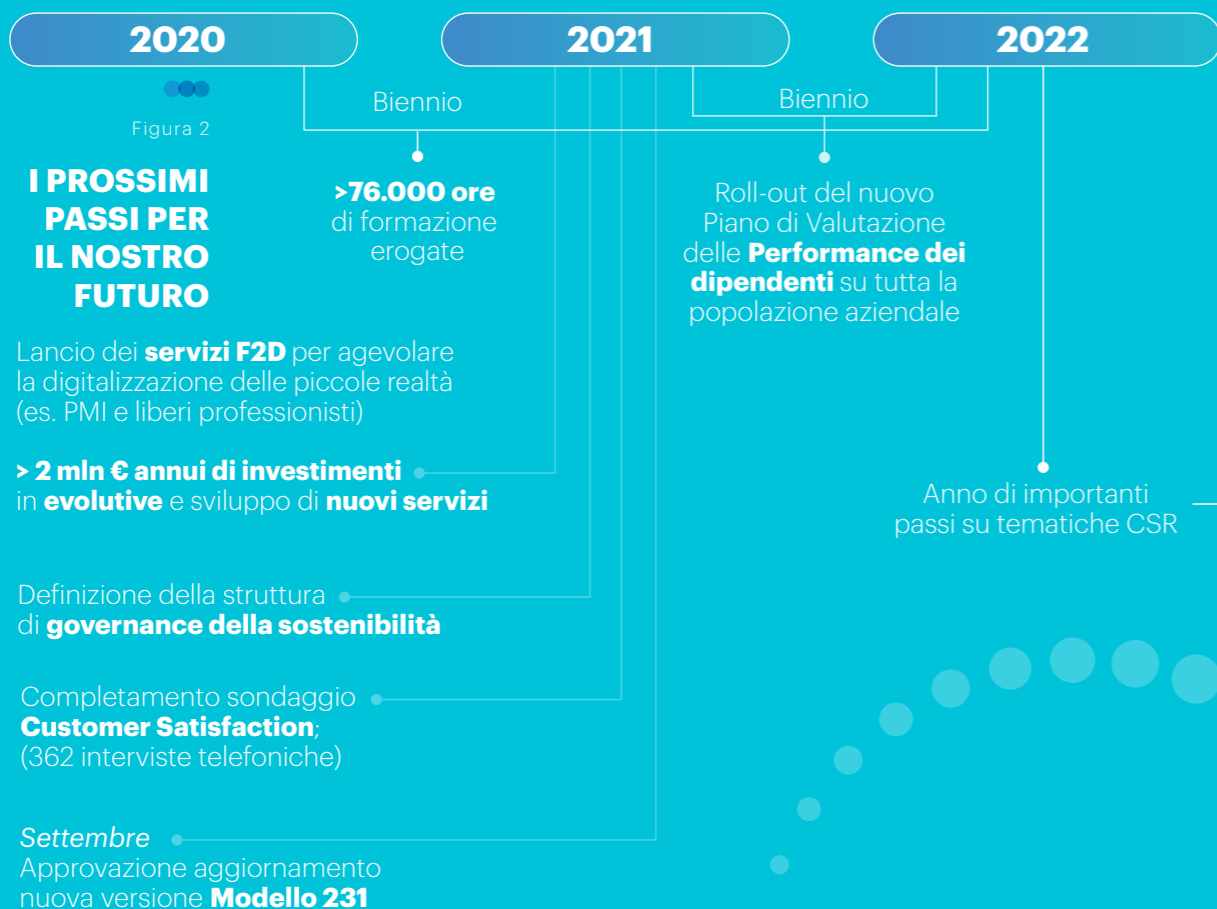 2020
2021
2022
Figura 2
I PROSSIMI
PASSI PER
IL NOSTRO
FUTURO
Biennio
>76.000 ore
di formazione
erogate
Biennio
Roll-out del nuovo
Piano di Valutazione
delle Performance dei
dipendenti su tutta la
popolazione aziendale
Lancio dei servizi F2D per agevolare
la digitalizzazione delle piccole realtà
(es. PMI e liberi professionisti)
> 2 mln € annui di investimenti
in evolutive e sviluppo di nuovi servizi
Anno di importanti
passi su tematiche CSR
Definizione della struttura
di governance della sostenibilità
Completamento sondaggio
Customer Satisfaction;
(362 interviste telefoniche)
Settembre
Approvazione aggiornamento
nuova versione Modello 231